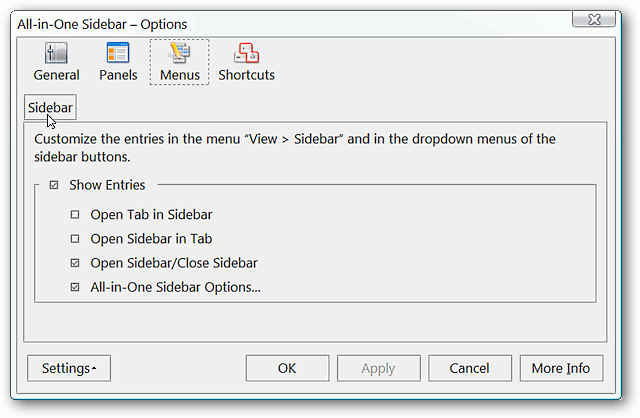 All-in-One Sidebar – Options
General Panels Menus Shortcuts
Sidebar
Customize the entries in the menu "View > Sidebar" and in the dropdown menus of the
sidebar buttons.
Show Entries
Open Tab in Sidebar
Open Sidebar in Tab
Open Sidebar/Close Sidebar
All-in-One Sidebar Options...
Settings OK Apply Cancel More Info